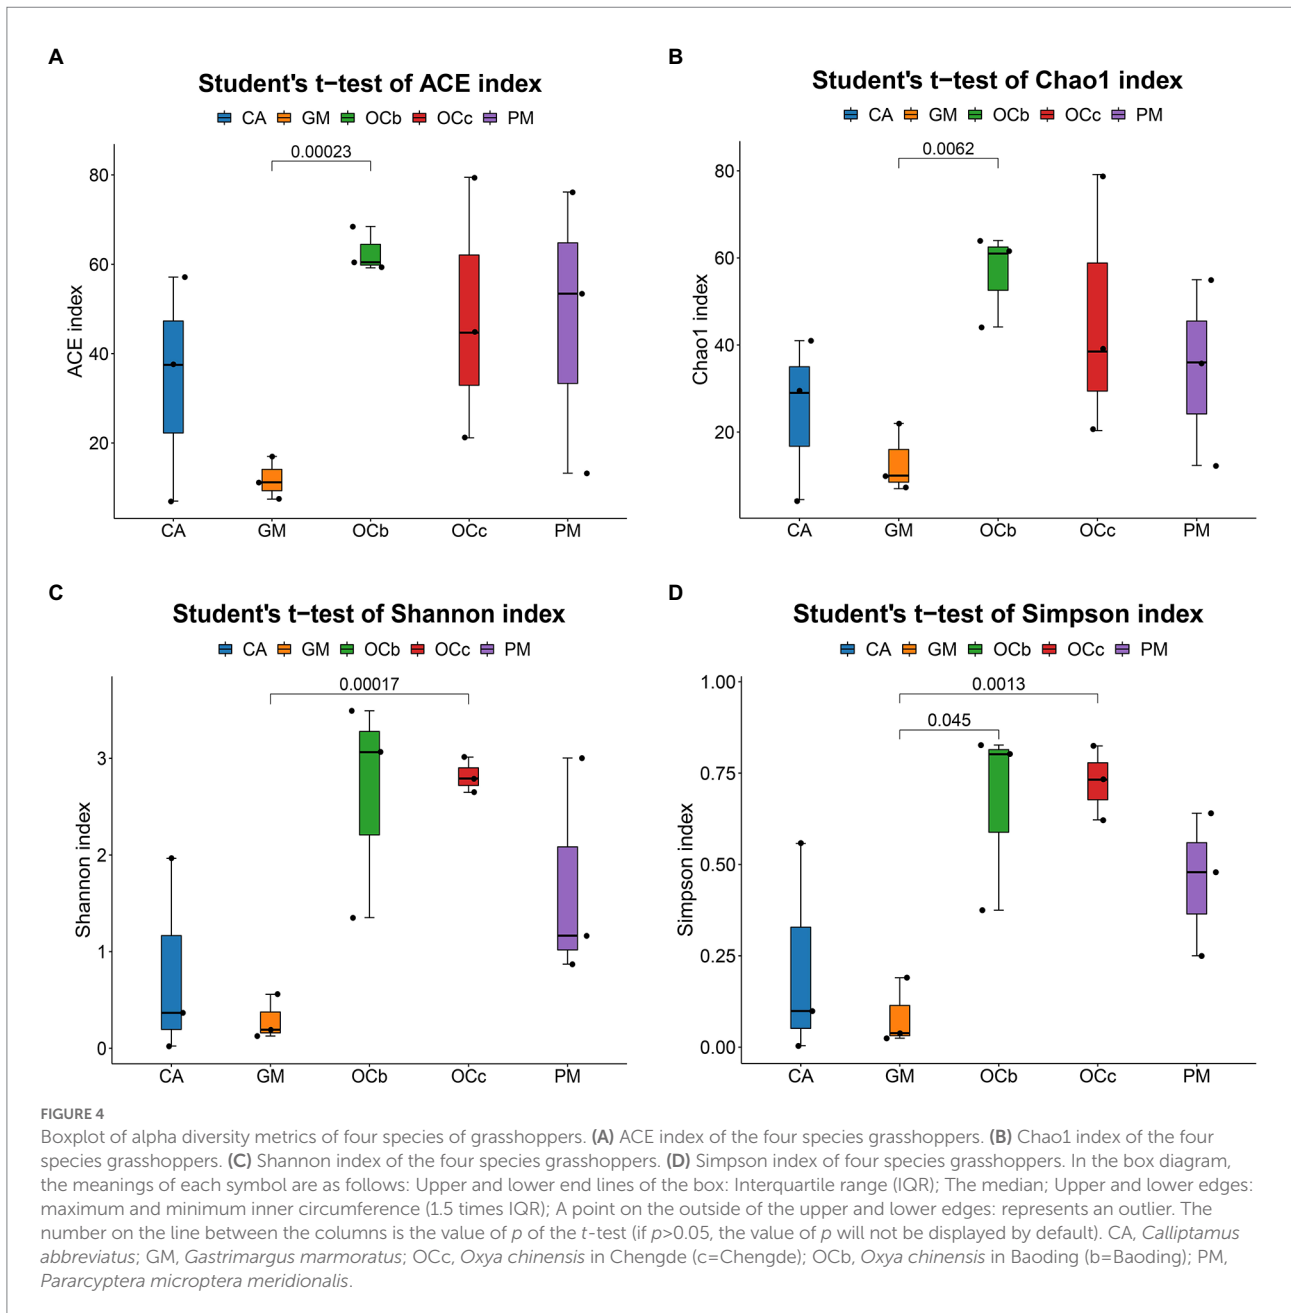 A
Student's t−test of ACE index
CA GM OCb OCc PM
0.00023
80
60
40
20
ACE index
CA GM OCb OCc PM
B
Student's t−test of Chao1 index
CA GM OCb OCc PM
0.0062
80
60
40
20
Chao1 index
CA GM OCb OCc PM
C
Student's t−test of Shannon index
CA GM OCb OCc PM
0.00017
3
2
1
0
Shannon index
CA GM OCb OCc PM
D
Student's t−test of Simpson index
CA GM OCb OCc PM
1.00
0.0013
0.045
0.75
0.50
0.25
0.00
Simpson index
CA GM OCb OCc PM
FIGURE 4
Boxplot of alpha diversity metrics of four species of grasshoppers. (A) ACE index of the four species grasshoppers. (B) Chao1 index of the four
species grasshoppers. (C) Shannon index of the four species grasshoppers. (D) Simpson index of four species grasshoppers. In the box diagram,
the meanings of each symbol are as follows: Upper and lower end lines of the box: Interquartile range (IQR); The median; Upper and lower edges:
maximum and minimum inner circumference (1.5 times IQR); A point on the outside of the upper and lower edges: represents an outlier. The
number on the line between the columns is the value of p of the t-test (if p>0.05, the value of p will not be displayed by default). CA, Calliptamus
abbreviatus; GM, Gastrimargus marmoratus; OCc, Oxya chinensis in Chengde (c=Chengde); OCb, Oxya chinensis in Baoding (b=Baoding); PM,
Pararcyptera microptera meridionalis.